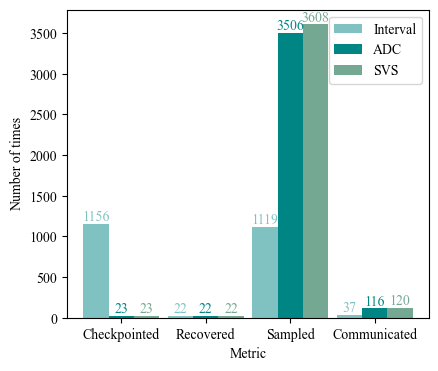 3608
3506
Interval
ADC
SVS
3500
3000
2500
2000
1500
1000
500
0
Number of times
1156
23
23
22
22
22
1119
37
116
120
Checkpointed
Recovered
Sampled
Communicated
Metric